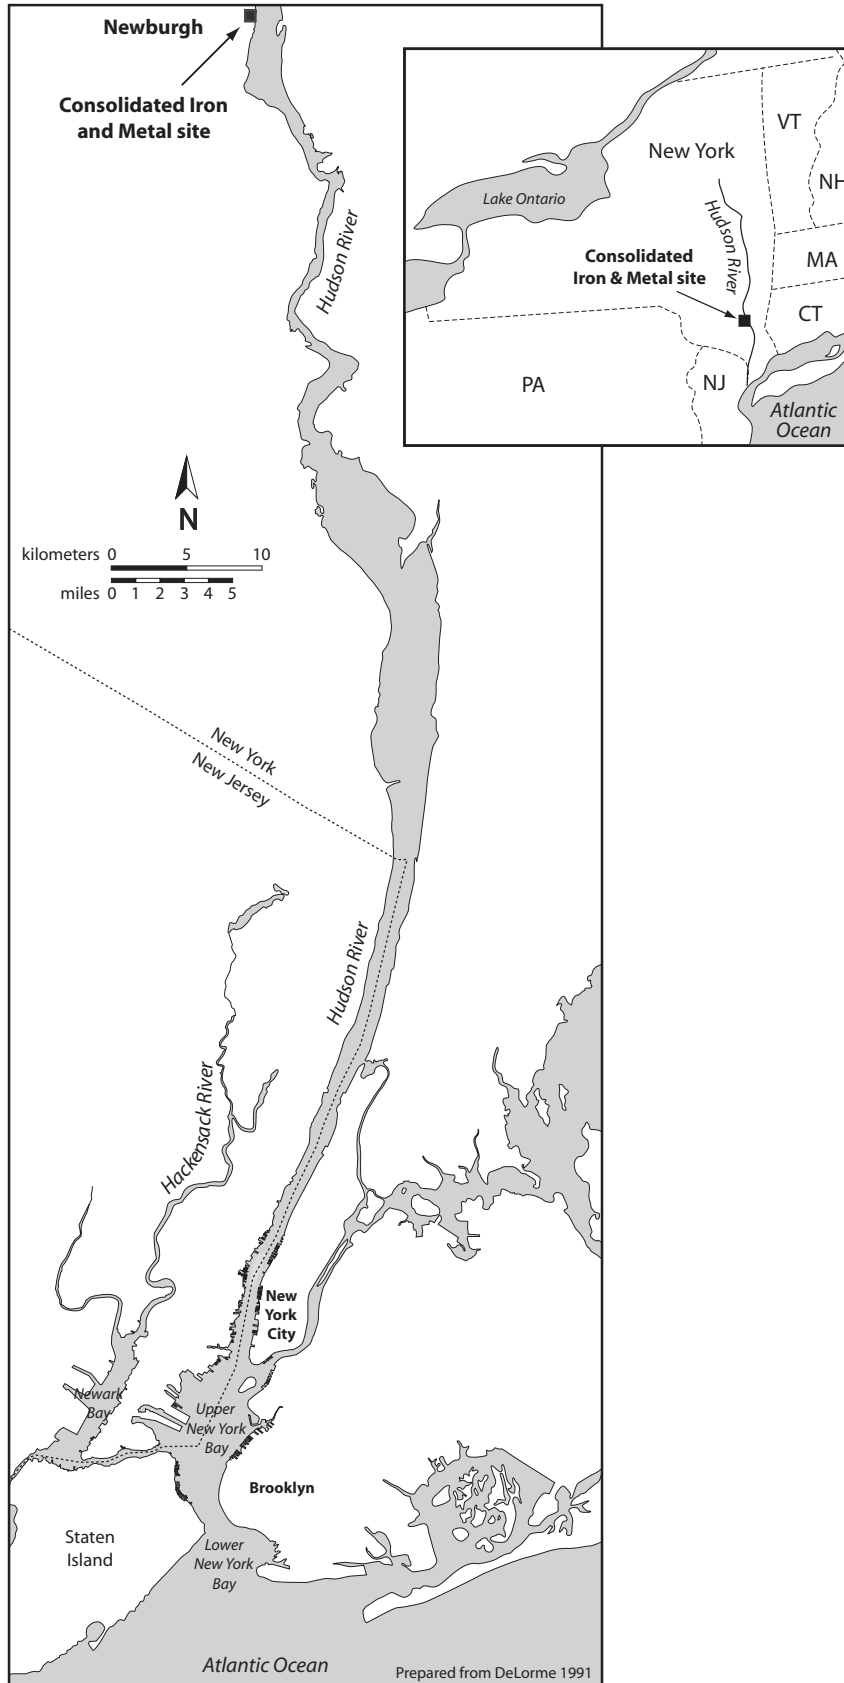 Newburgh
Consolidated Iron
and Metal site
Hudson River
N
kilometers 0 5 10
miles 0 1 2 3 4 5
New York
New Jersey
Hudson River
Hackensack River
New
York
City
Newark
Bay
Upper
New York
Bay
Brooklyn
Staten
Island
Lower
New York
Bay
Atlantic Ocean
Prepared from DeLorme 1991
VT
New York
NH
Lake Ontario
Hudson River
Consolidated
Iron & Metal site
MA
CT
PA
NJ
Atlantic
Ocean